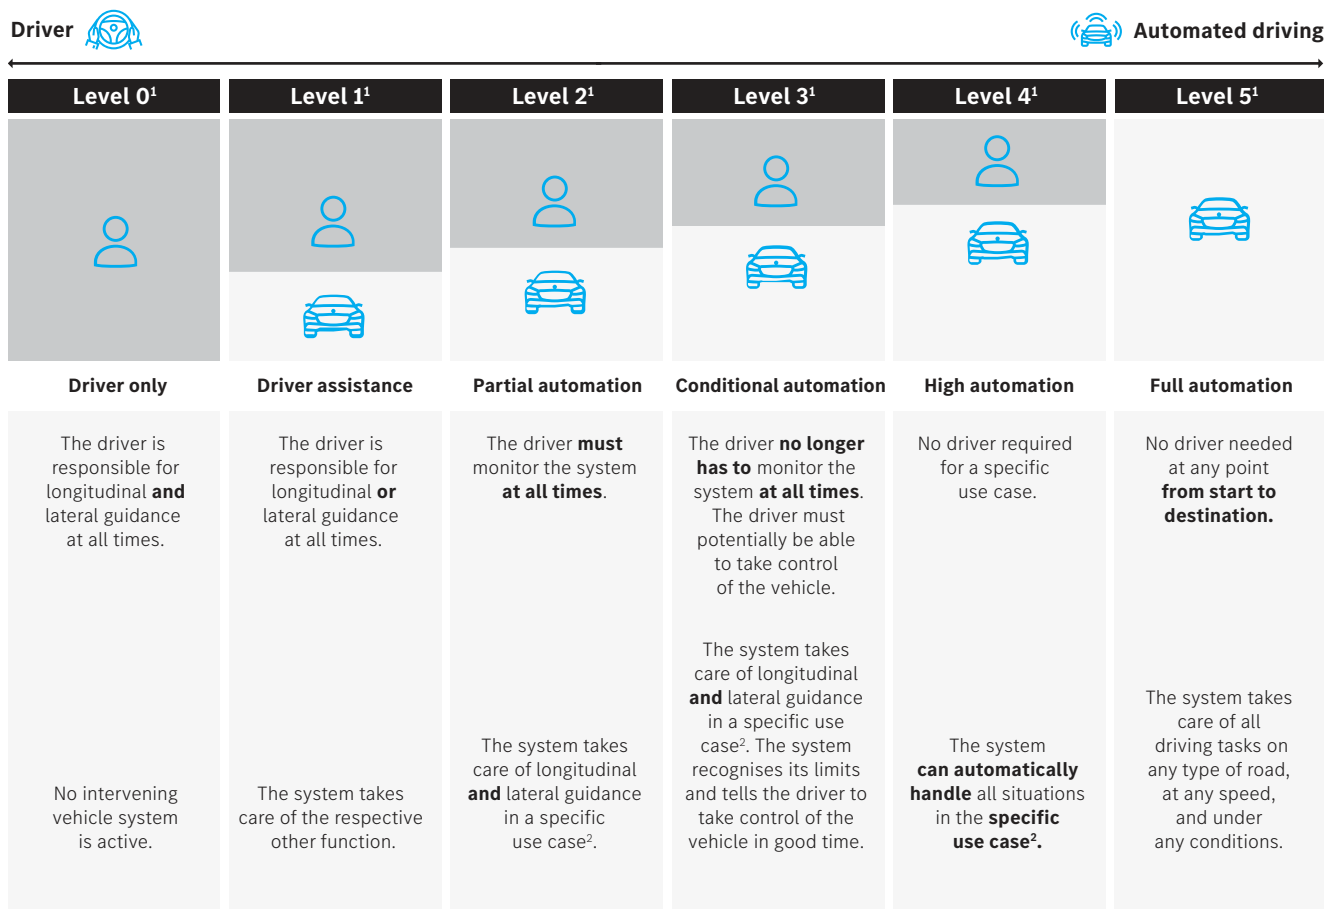 Driver
Automated driving
Level 0¹
Level 1¹
Level 2¹
Level 3¹
Level 4¹
Level 5¹
Driver only
Driver assistance
Partial automation
Conditional automation
High automation
Full automation
The driver is
responsible for
longitudinal and
lateral guidance
at all times.
No intervening
vehicle system
is active.
The driver is
responsible for
longitudinal or
lateral guidance
at all times.
The system takes
care of the respective
other function.
The driver must
monitor the system
at all times.
The system takes
care of longitudinal
and lateral guidance
in a specific
use case².
The driver no longer
has to monitor the
system at all times.
The driver must
potentially be able
to take control
of the vehicle.
The system takes
care of longitudinal
and lateral guidance
in a specific use
case². The system
recognises its limits
and tells the driver to
take control of the
vehicle in good time.
No driver required
for a specific
use case.
The system
can automatically
handle all situations
in the specific
use case².
No driver needed
at any point
from start to
destination.
The system takes
care of all
driving tasks on
any type of road,
at any speed,
and under
any conditions.